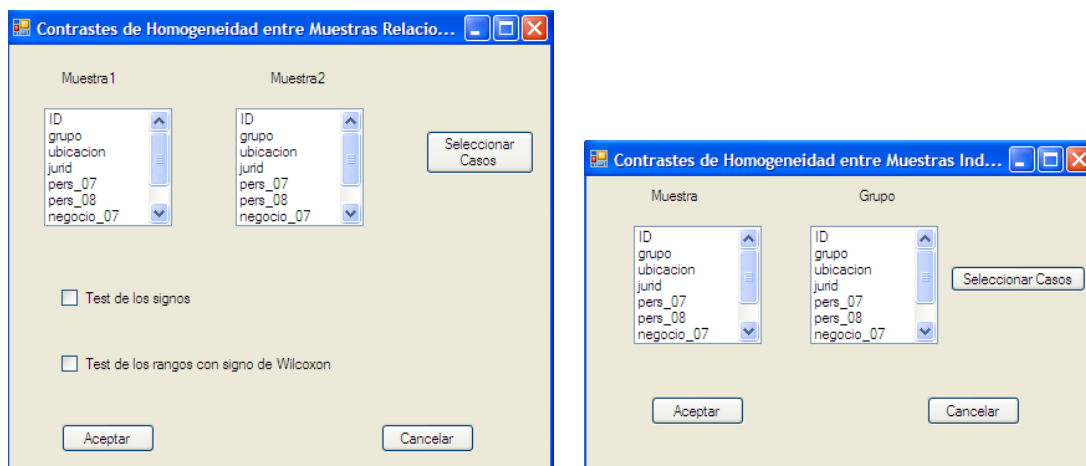 Contrastes de Homogeneidad entre Muestras Relacio...
Muestra1
Muestra2
ID
grupo
ubicacion
jurid
pers_07
pers_08
negocio_07
ID
grupo
ubicacion
jurid
pers_07
pers_08
negocio_07
Seleccionar
Casos
Test de los signos
Test de los rangos con signo de Wilcoxon
Aceptar
Cancelar
Contrastes de Homogeneidad entre Muestras Ind...
Muestra
Grupo
ID
grupo
ubicacion
jurid
pers_07
pers_08
negocio_07
ID
grupo
ubicacion
jurid
pers_07
pers_08
negocio_07
Seleccionar Casos
Aceptar
Cancelar